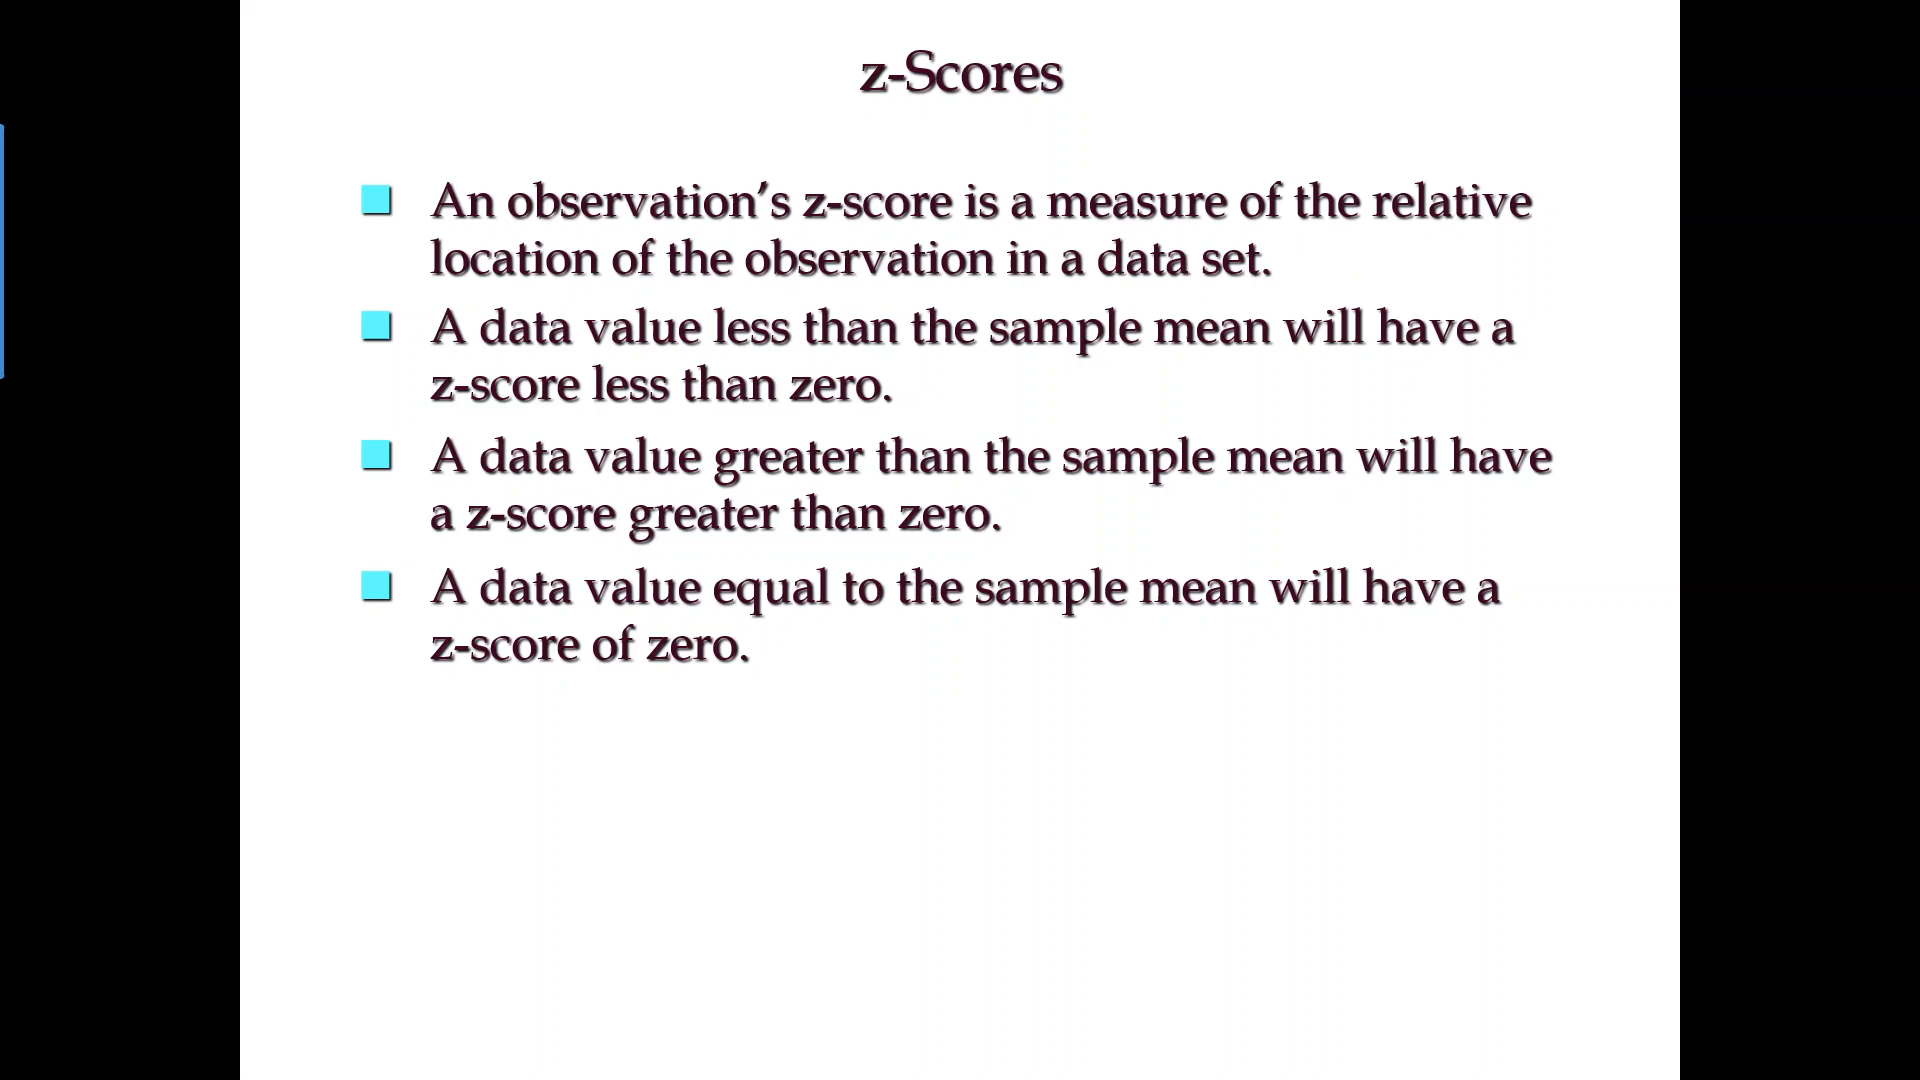 z-Scores
An observation’s z-score is a measure of the relative
location of the observation in a data set.
A data value less than the sample mean will have a
z-score less than zero.
A data value greater than the sample mean will have
a z-score greater than zero.
A data value equal to the sample mean will have a
z-score of zero.